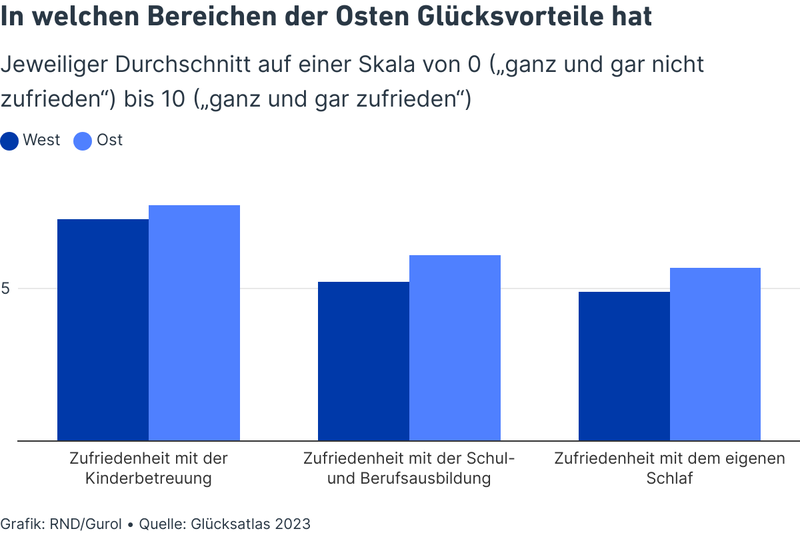 In welchen Bereichen der Osten Glücksvorteile hat
Jeweiliger Durchschnitt auf einer Skala von 0 („ganz und gar nicht
zufrieden“) bis 10 („ganz und gar zufrieden“)
West Ost
5
Zufriedenheit mit der
Kinderbetreuung
Zufriedenheit mit der Schul-
und Berufsausbildung
Zufriedenheit mit dem eigenen
Schlaf
Grafik: RND/Gurol • Quelle: Glücksatlas 2023